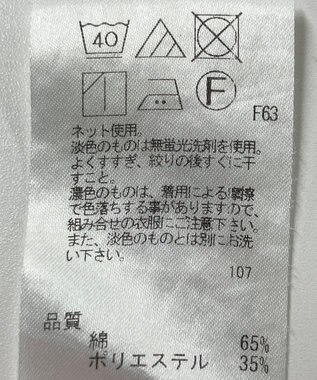 40
F
F63
ネット使用。
淡色のものは無蛍光洗剤を使用。
よくすすぎ、絞りの後すぐに干
すこと。
濃色のものは、着用による摩擦
で色落ちする事がありますので、
組み合せの衣服にご注意下さい。
また、淡色のものとは別にお洗
い下さい。
107
品質
綿 65%
ポリエステル 35%